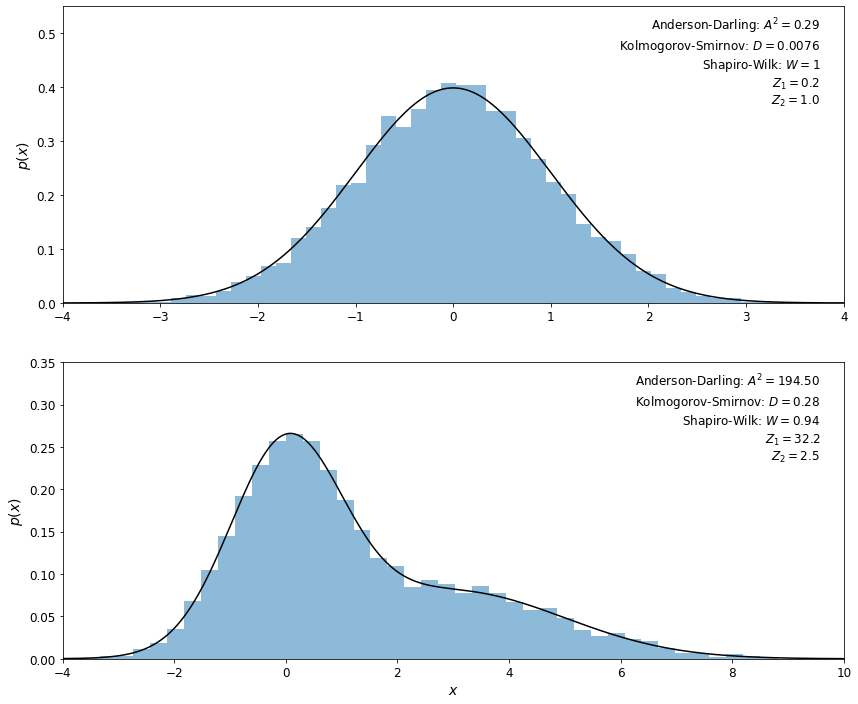 0.5
0.4
0.3
0.2
0.1
0.0
p(x)
Anderson-Darling: A² = 0.29
Kolmogorov-Smirnov: D = 0.0076
Shapiro-Wilk: W = 1
Z₁ = 0.2
Z₂ = 1.0
−4 −3 −2 −1 0 1 2 3 4
0.35
0.30
0.25
0.20
0.15
0.10
0.05
0.00
p(x)
Anderson-Darling: A² = 194.50
Kolmogorov-Smirnov: D = 0.28
Shapiro-Wilk: W = 0.94
Z₁ = 32.2
Z₂ = 2.5
−4 −2 0 2 4 6 8 10
x